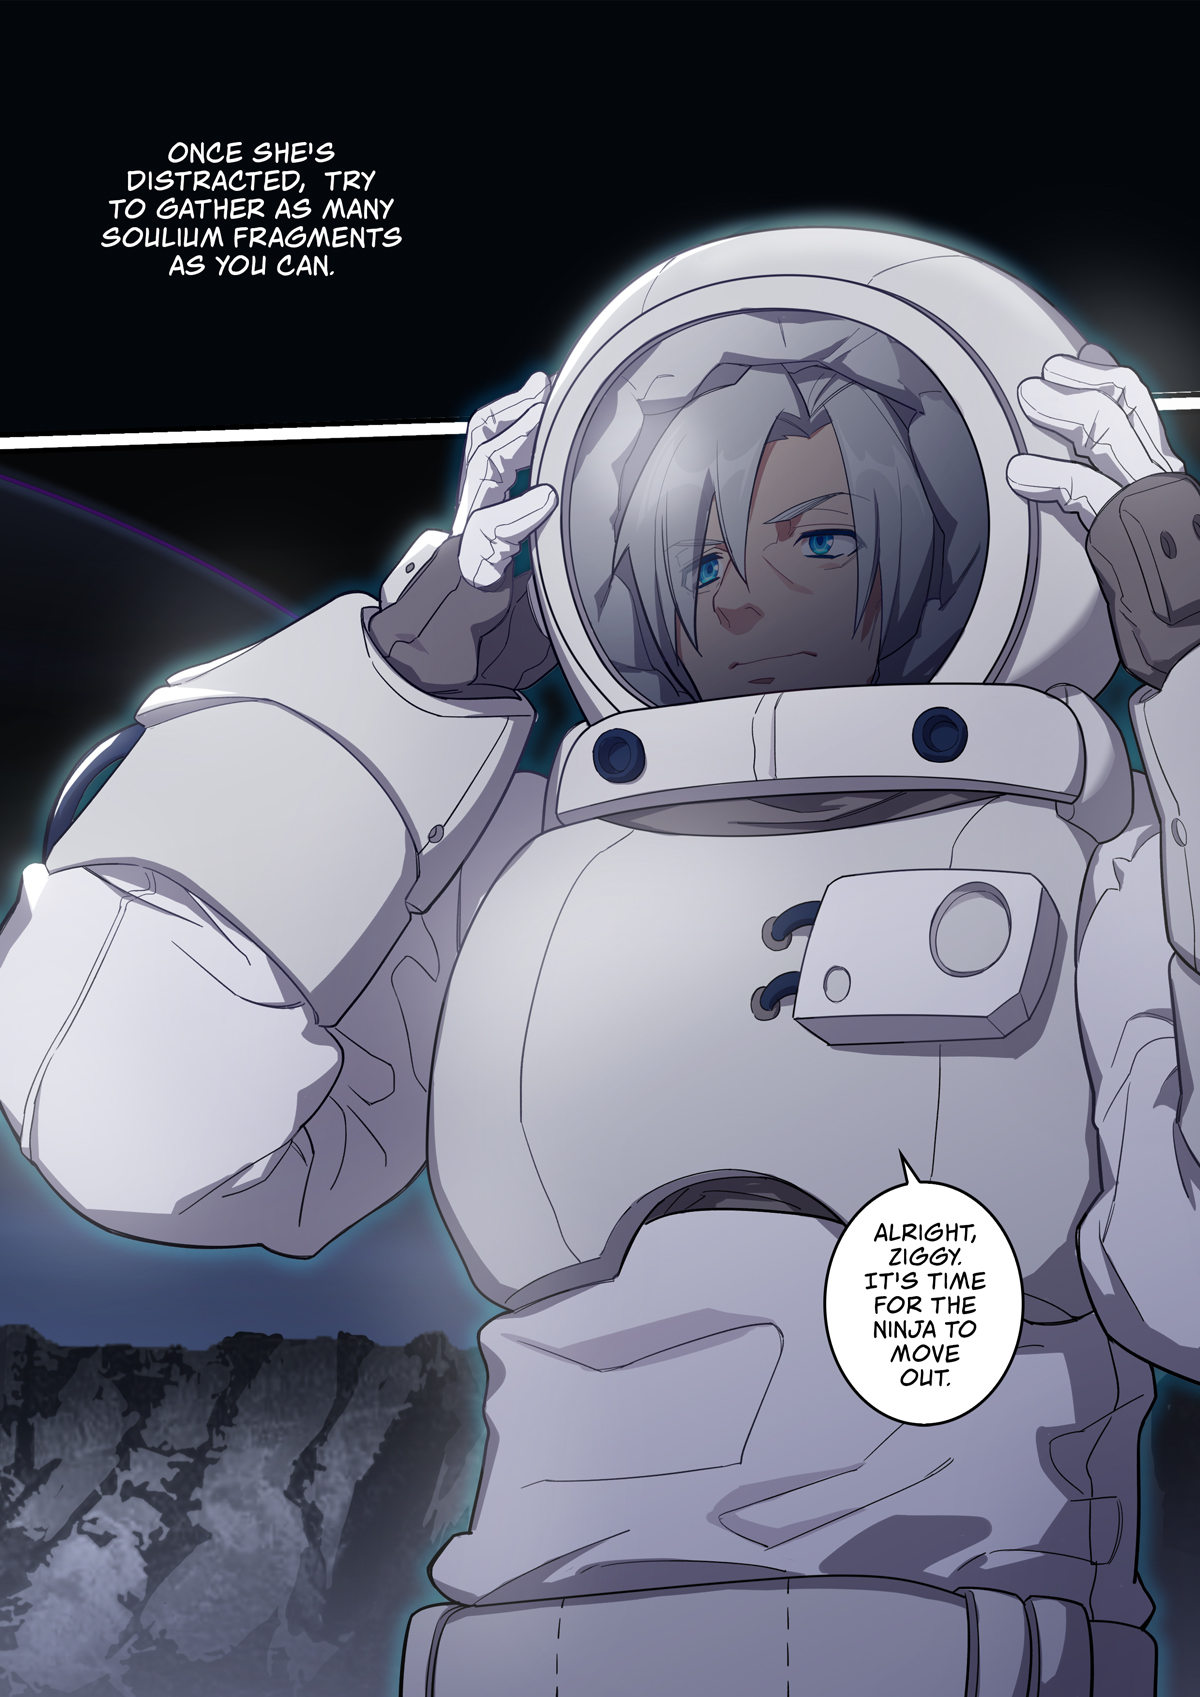 ONCE SHE'S
DISTRACTED, TRY
TO GATHER AS MANY
SOULIUM FRAGMENTS
AS YOU CAN.
ALRIGHT,
ZIGGY.
IT'S TIME
FOR THE
NINJA TO
MOVE
OUT.